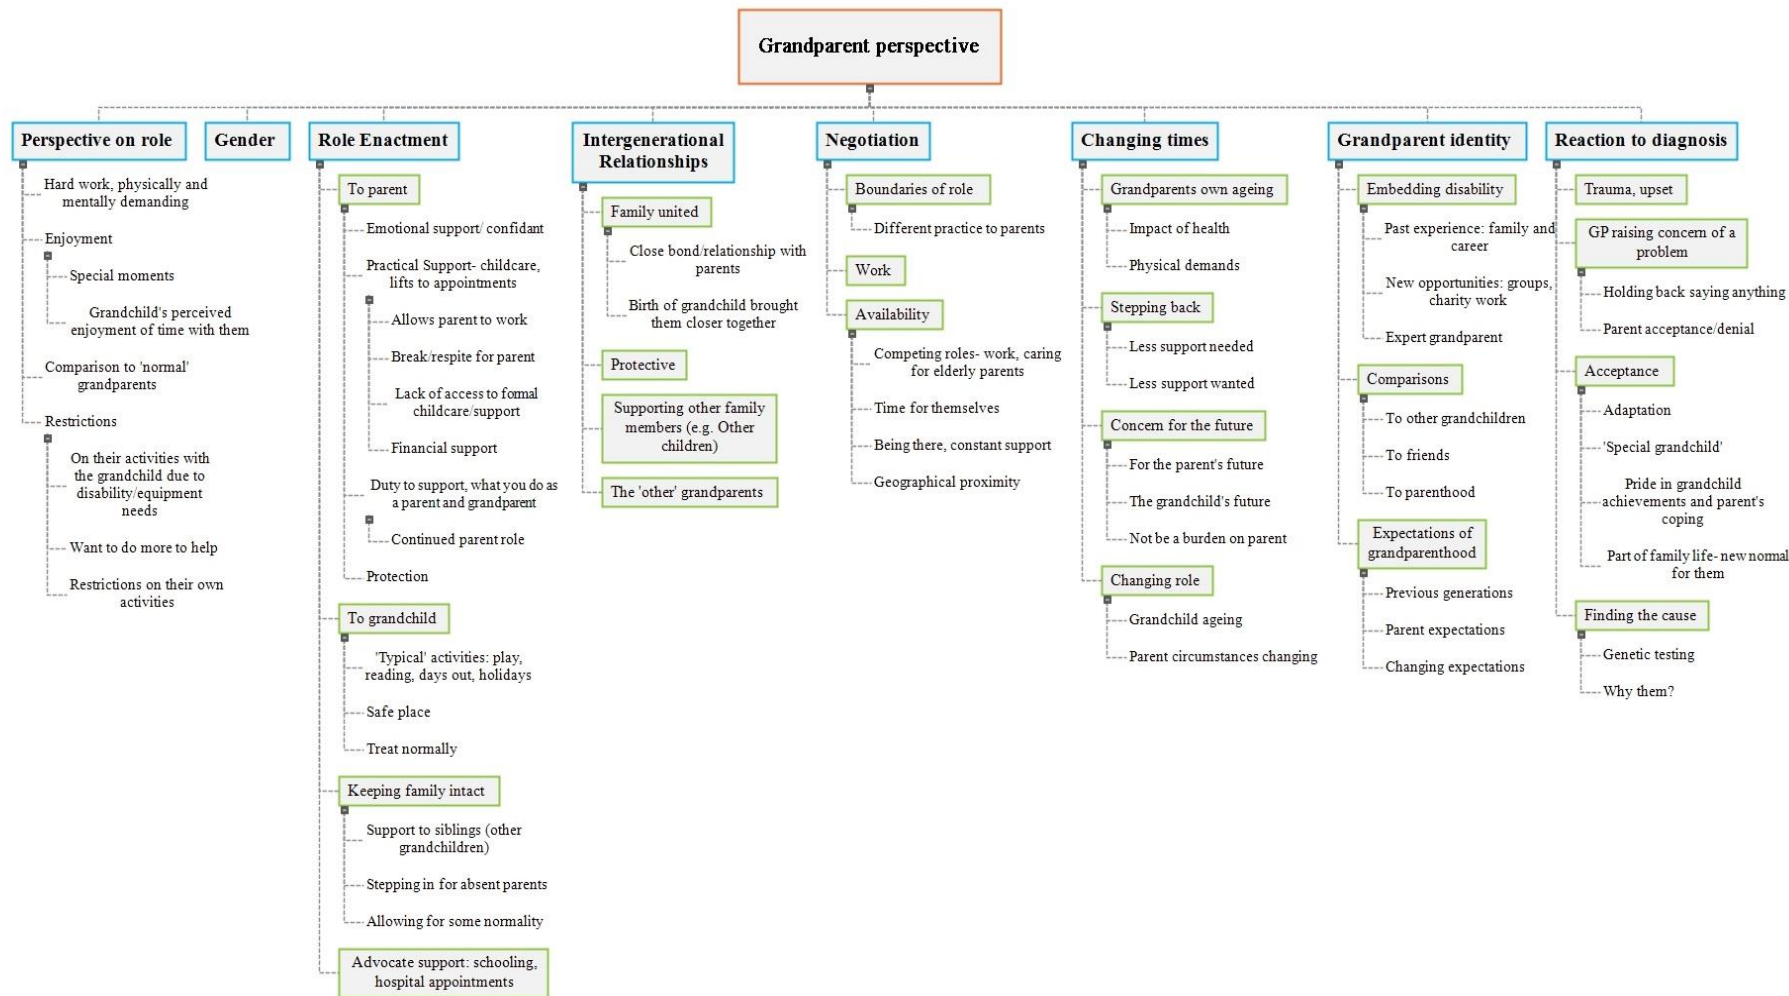 Grandparent perspective
Perspective on role
Hard work, physically and
mentally demanding
Enjoyment
Special moments
Grandchild's perceived
enjoyment of time with them
Comparison to 'normal'
grandparents
Restrictions
On their activities with
the grandchild due to
disability/equipment
needs
Want to do more to help
Restrictions on their own
activities
Gender
Role Enactment
To parent
Emotional support/ confidant
Practical Support- childcare,
lifts to appointments
Allows parent to work
Break/respite for parent
Lack of access to formal
childcare/support
Financial support
Duty to support, what you do as
a parent and grandparent
Continued parent role
Protection
To grandchild
'Typical' activities: play,
reading, days out, holidays
Safe place
Treat normally
Keeping family intact
Support to siblings (other
grandchildren)
Stepping in for absent parents
Allowing for some normality
Advocate support: schooling,
hospital appointments
Intergenerational
Relationships
Family united
Close bond/relationship with
parents
Birth of grandchild brought
them closer together
Protective
Supporting other family
members (e.g. Other
children)
The 'other' grandparents
Negotiation
Boundaries of role
Different practice to parents
Work
Availability
Competing roles- work, caring
for elderly parents
Time for themselves
Being there, constant support
Geographical proximity
Changing times
Grandparents own ageing
Impact of health
Physical demands
Stepping back
Less support needed
Less support wanted
Concern for the future
For the parent's future
The grandchild's future
Not be a burden on parent
Changing role
Grandchild ageing
Parent circumstances changing
Grandparent identity
Embedding disability
Past experience: family and
career
New opportunities: groups,
charity work
Expert grandparent
Comparisons
To other grandchildren
To friends
To parenthood
Expectations of
grandparenthood
Previous generations
Parent expectations
Changing expectations
Reaction to diagnosis
Trauma, upset
GP raising concern of a
problem
Holding back saying anything
Parent acceptance/denial
Acceptance
Adaptation
'Special grandchild'
Pride in grandchild
achievements and parent's
coping
Part of family life- new normal
for them
Finding the cause
Genetic testing
Why them?